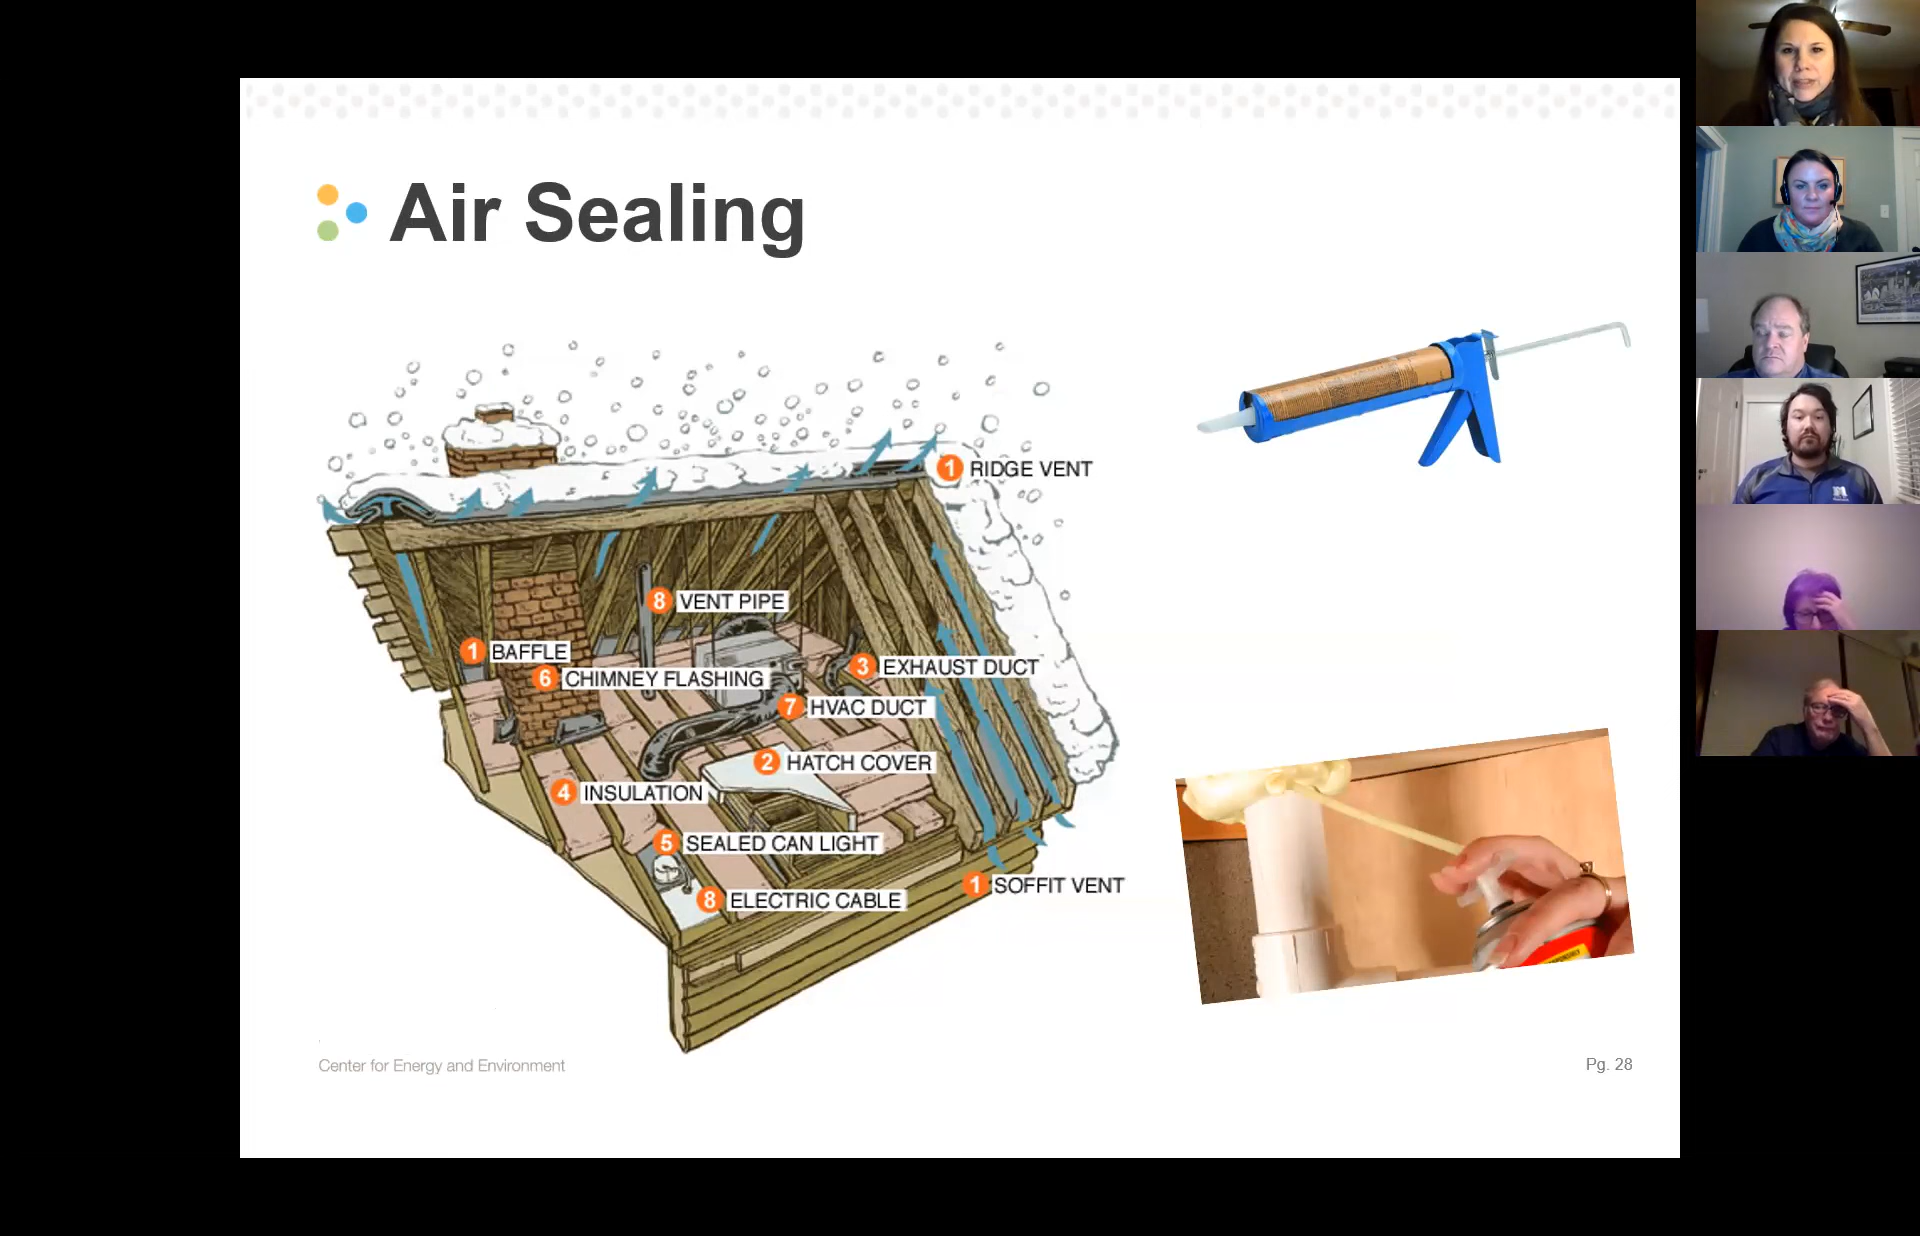 Air Sealing
1 RIDGE VENT
8 VENT PIPE
1 BAFFLE
6 CHIMNEY FLASHING
3 EXHAUST DUCT
7 HVAC DUCT
2 HATCH COVER
4 INSULATION
5 SEALED CAN LIGHT
1 SOFFIT VENT
8 ELECTRIC CABLE
Center for Energy and Environment
Pg. 28